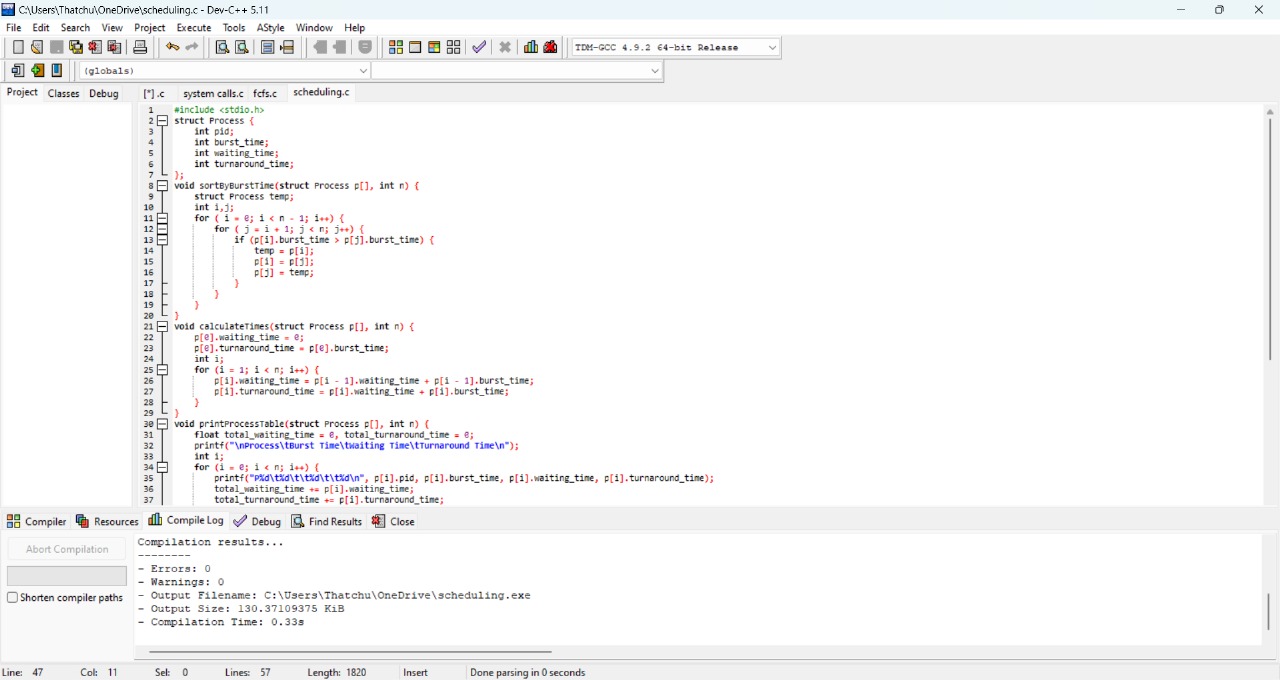 C:\Users\Thatchu\OneDrive\scheduling.c - Dev-C++ 5.11
File Edit Search View Project Execute Tools AStyle Window Help
TDM-GCC 4.9.2 64-bit Release
(globals)
Project Classes Debug [*] .c system calls.c fcfs.c scheduling.c
1 #include <stdio.h>
2 struct Process {
3 int pid;
4 int burst_time;
5 int waiting_time;
6 int turnaround_time;
7 };
8 void sortByBurstTime(struct Process p[], int n) {
9 struct Process temp;
10 int i,j;
11 for ( i = 0; i < n - 1; i++) {
12 for ( j = i + 1; j < n; j++) {
13 if (p[i].burst_time > p[j].burst_time) {
14 temp = p[i];
15 p[i] = p[j];
16 p[j] = temp;
17 }
18 }
19 }
20 }
21 void calculateTimes(struct Process p[], int n) {
22 p[0].waiting_time = 0;
23 p[0].turnaround_time = p[0].burst_time;
24 int i;
25 for (i = 1; i < n; i++) {
26 p[i].waiting_time = p[i - 1].waiting_time + p[i - 1].burst_time;
27 p[i].turnaround_time = p[i].waiting_time + p[i].burst_time;
28 }
29 }
30 void printProcessTable(struct Process p[], int n) {
31 float total_waiting_time = 0, total_turnaround_time = 0;
32 printf("\nProcess\tBurst Time\tWaiting Time\tTurnaround Time\n");
33 int i;
34 for (i = 0; i < n; i++) {
35 printf("P%d\t%d\t\t%d\t\t%d\n", p[i].pid, p[i].burst_time, p[i].waiting_time, p[i].turnaround_time);
36 total_waiting_time += p[i].waiting_time;
37 total_turnaround_time += p[i].turnaround_time;
Compiler Resources Compile Log Debug Find Results Close
Abort Compilation
Shorten compiler paths
Compilation results...
--------
- Errors: 0
- Warnings: 0
- Output Filename: C:\Users\Thatchu\OneDrive\scheduling.exe
- Output Size: 130.37109375 KiB
- Compilation Time: 0.33s
Line: 47 Col: 11 Sel: 0 Lines: 57 Length: 1820 Insert Done parsing in 0 seconds